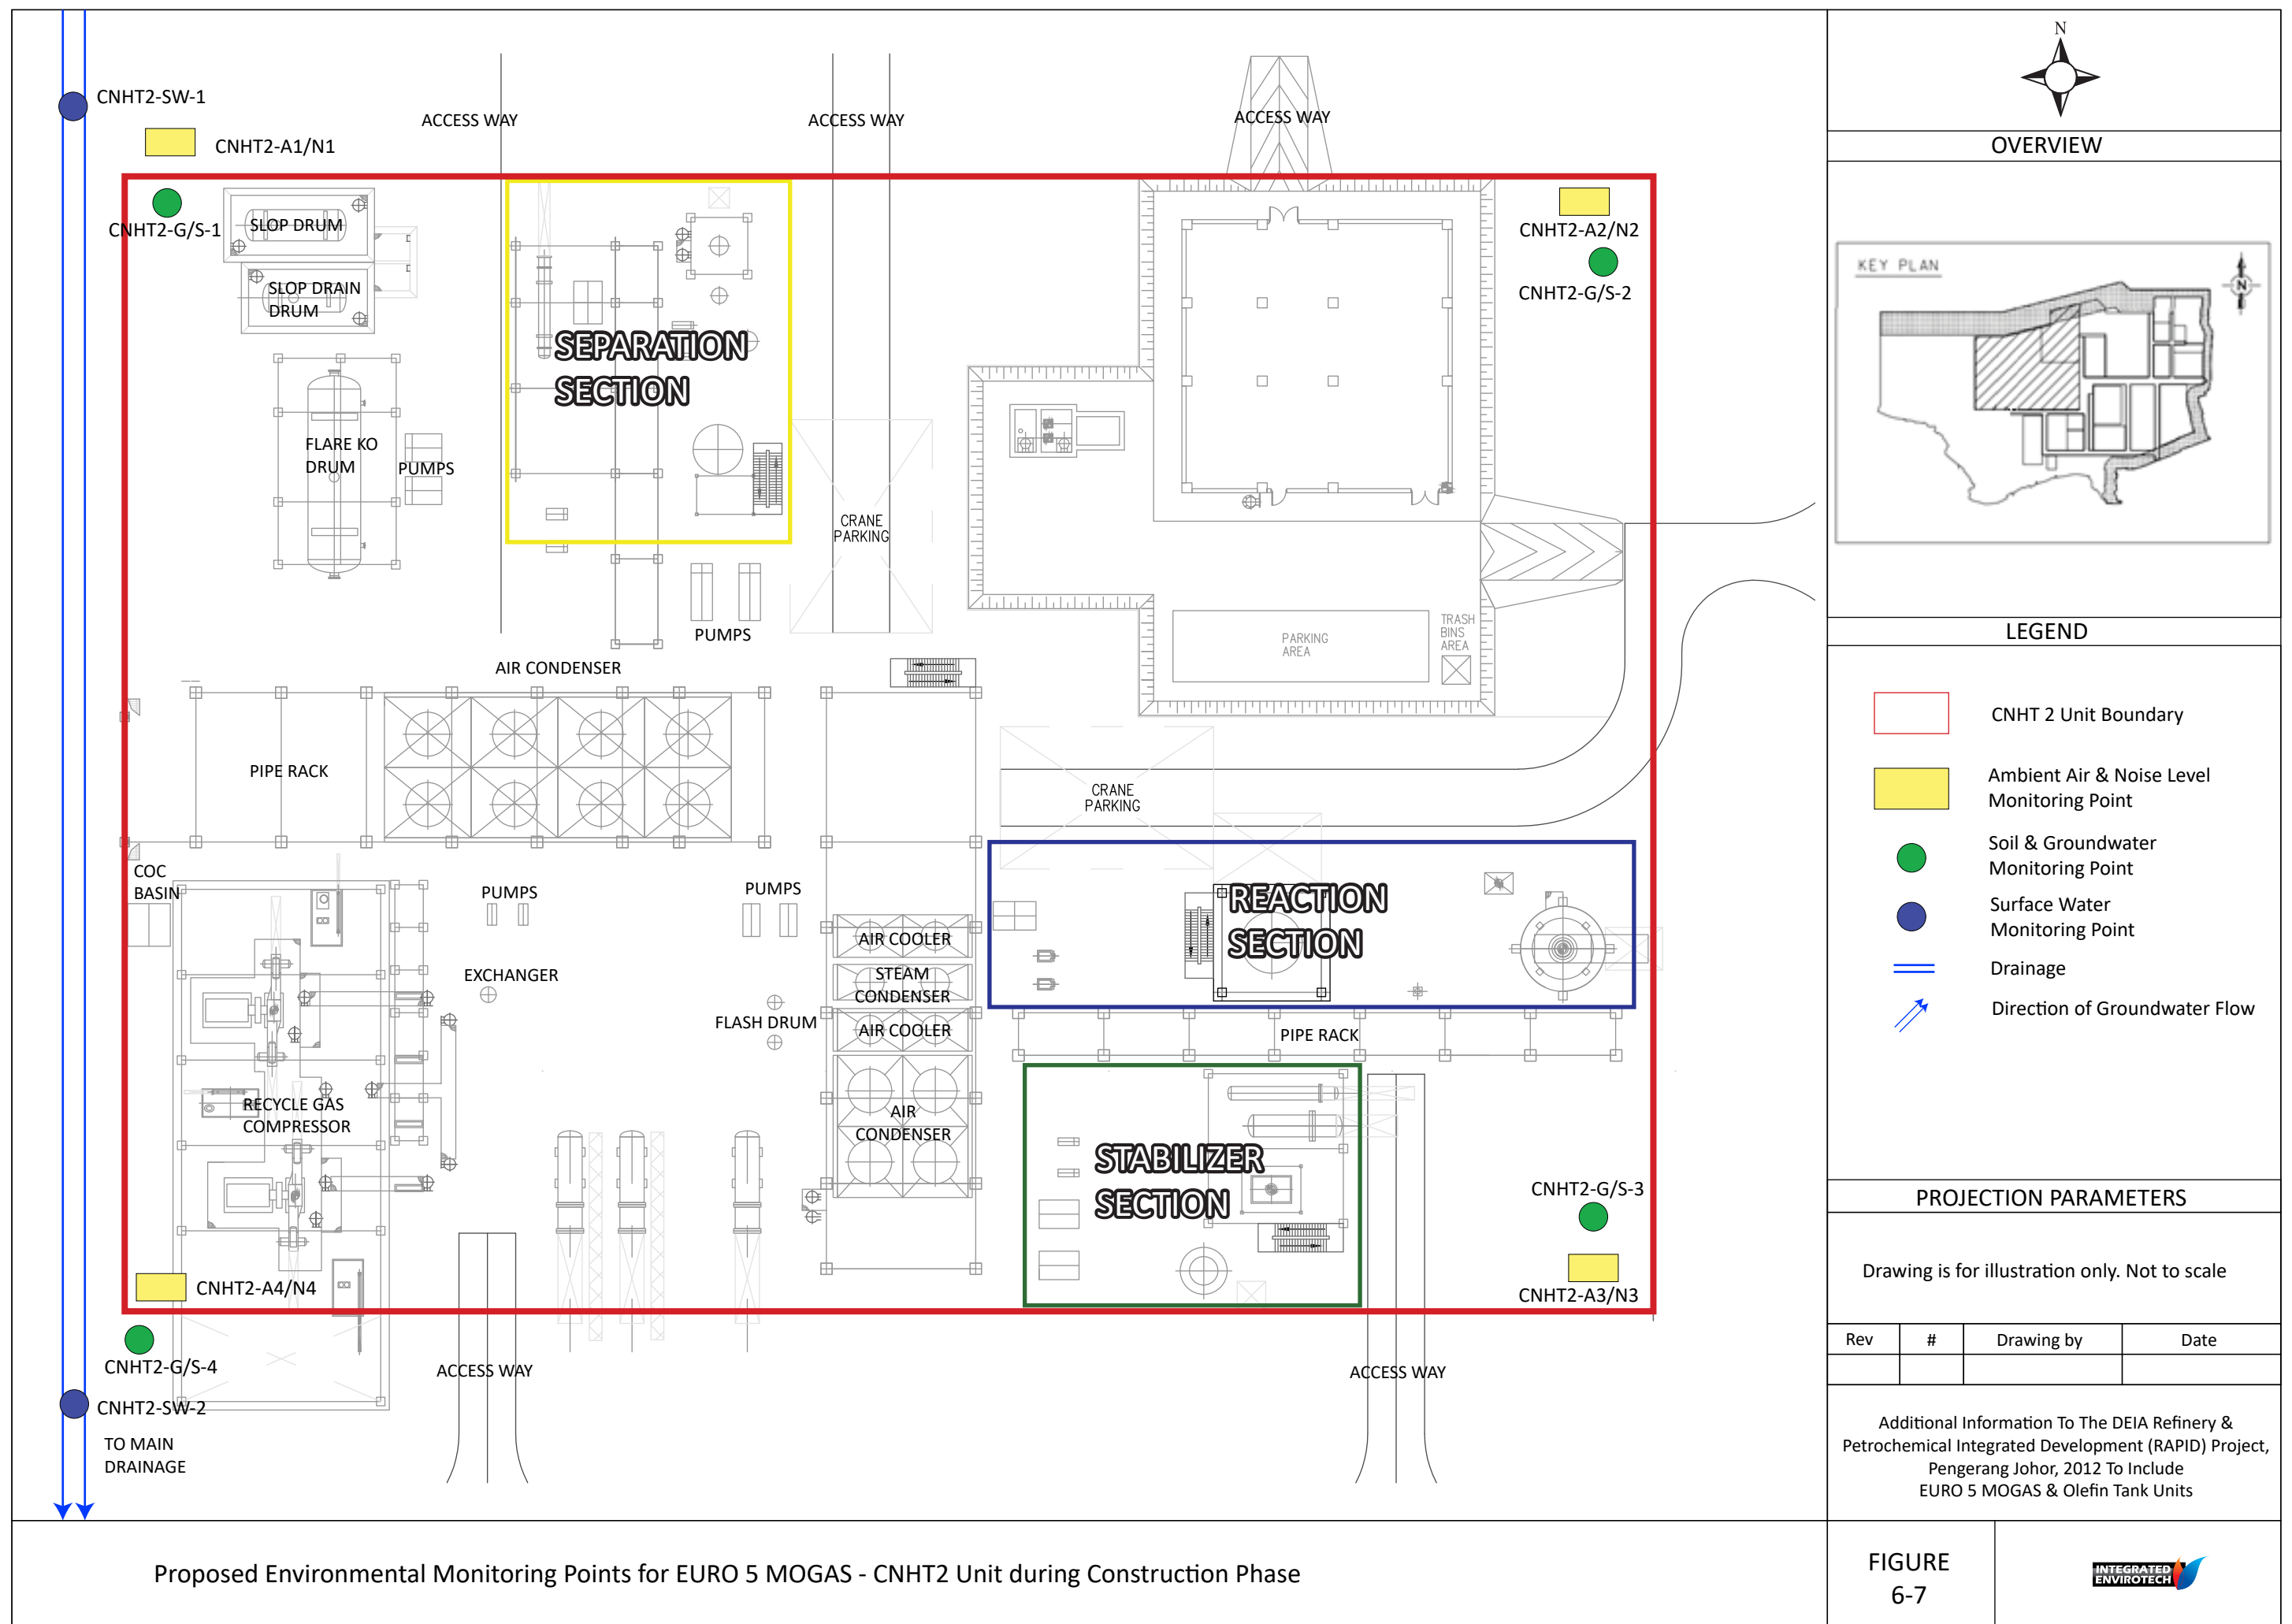 CNHT2-SW-1
CNHT2-A1/N1
ACCESS WAY
ACCESS WAY
ACCESS WAY
CNHT2-G/S-1
SLOP DRUM
SLOP DRAIN
DRUM
SEPARATION
SECTION
CNHT2-A2/N2
CNHT2-G/S-2
FLARE KO
DRUM
PUMPS
CRANE
PARKING
PUMPS
PARKING
AREA
TRASH
BINS
AREA
AIR CONDENSER
PIPE RACK
CRANE
PARKING
COC
BASIN
PUMPS
PUMPS
EXCHANGER
FLASH DRUM
AIR COOLER
STEAM
CONDENSER
AIR COOLER
AIR
CONDENSER
REACTION
SECTION
PIPE RACK
RECYCLE GAS
COMPRESSOR
STABILIZER
SECTION
CNHT2-G/S-3
CNHT2-A3/N3
CNHT2-A4/N4
CNHT2-G/S-4
CNHT2-SW-2
TO MAIN
DRAINAGE
ACCESS WAY
ACCESS WAY
N
OVERVIEW
KEY PLAN
N
LEGEND
CNHT 2 Unit Boundary
Ambient Air & Noise Level
Monitoring Point
Soil & Groundwater
Monitoring Point
Surface Water
Monitoring Point
Drainage
Direction of Groundwater Flow
PROJECTION PARAMETERS
Drawing is for illustration only. Not to scale
Rev # Drawing by Date
Additional Information To The DEIA Refinery &
Petrochemical Integrated Development (RAPID) Project,
Pengerang Johor, 2012 To Include
EURO 5 MOGAS & Olefin Tank Units
Proposed Environmental Monitoring Points for EURO 5 MOGAS - CNHT2 Unit during Construction Phase
FIGURE
6-7
INTEGRATED
ENVIROTECH